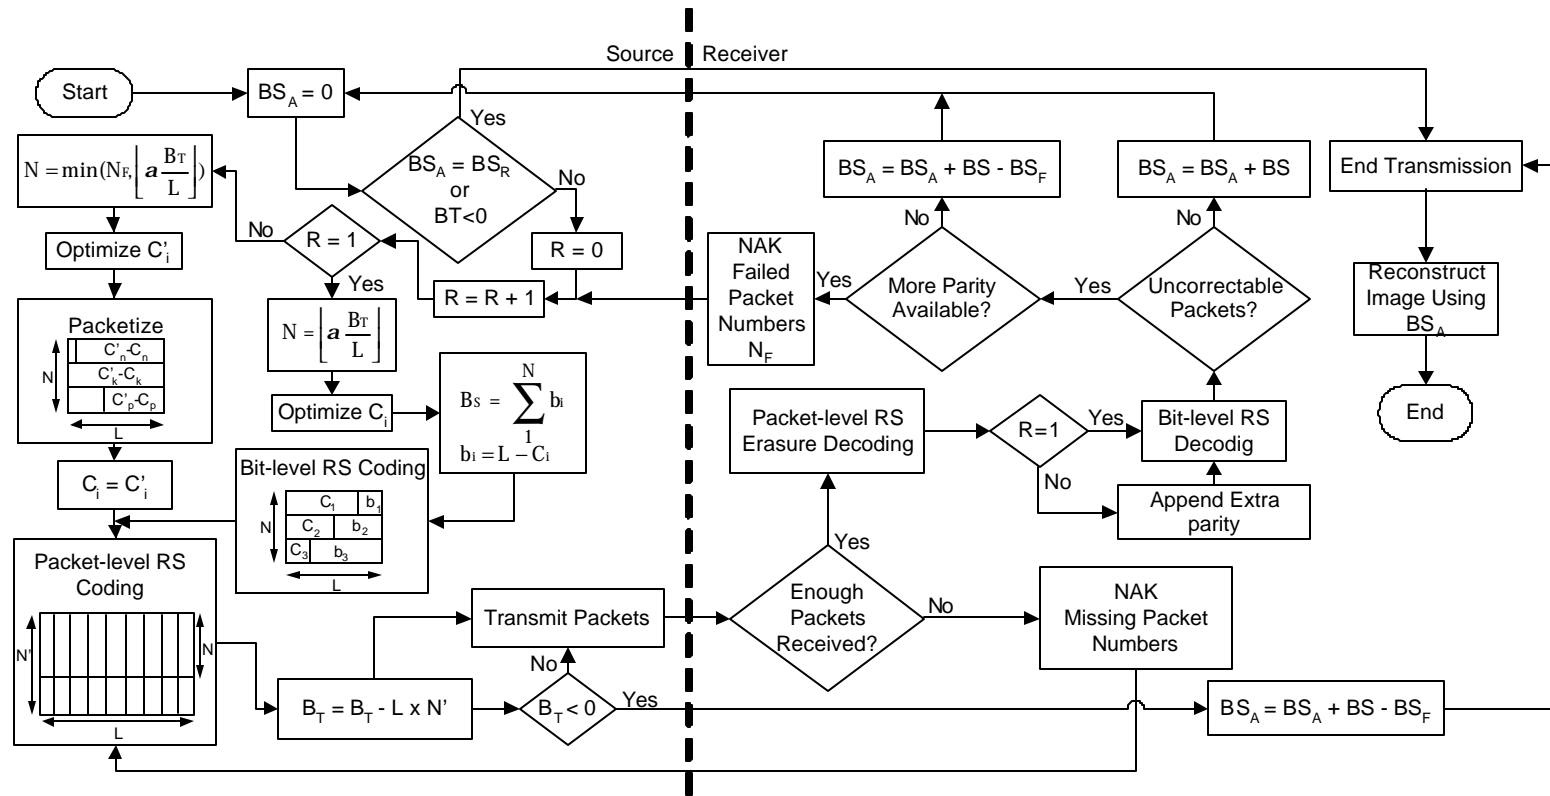 Source
Receiver
Start
BS_A = 0
Yes
BS_A = BS_R
or
BT<0
No
N = min(N_F, ⌊a B_T / L⌋)
No
R = 1
R = 0
Optimize C'_i
R = R + 1
Yes
N = ⌊a B_T / L⌋
Packetize
C'_n-C_n
C'_k-C_k
C'_p-C_p
N
L
Optimize C_i
B_S = ∑ b_i
N
1
b_i = L – C_i
C_i = C'_i
Bit-level RS Coding
C_1 b_1
C_2 b_2
C_3 b_3
N
L
Packet-level RS
Coding
N'
N
L
B_T = B_T - L x N'
Transmit Packets
No
B_T < 0
Yes
BS_A = BS_A + BS - BS_F
BS_A = BS_A + BS
End Transmission
No
No
NAK
Failed
Packet
Numbers
N_F
Yes
More Parity
Available?
Yes
Uncorrectable
Packets?
Reconstruct
Image Using
BS_A
End
Packet-level RS
Erasure Decoding
R=1
Yes
Bit-level RS
Decodig
No
Append Extra
parity
Yes
Enough
Packets
Received?
No
NAK
Missing Packet
Numbers
BS_A = BS_A + BS - BS_F